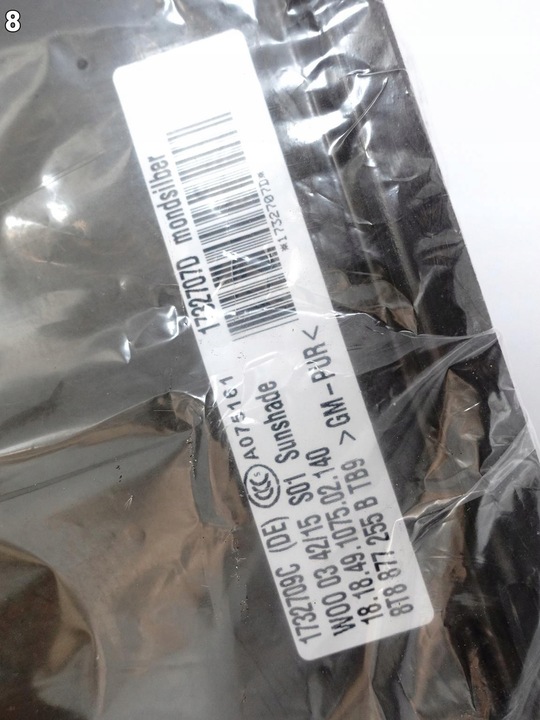 8
1732707D mondsilber
*1732707D*
1732709C (DE) CCC S A075161
W00 D3 42/15 S01 Sunshade
18.18.49.1075.02.140
8T8 877 255 B TB9 >GM-PUR<